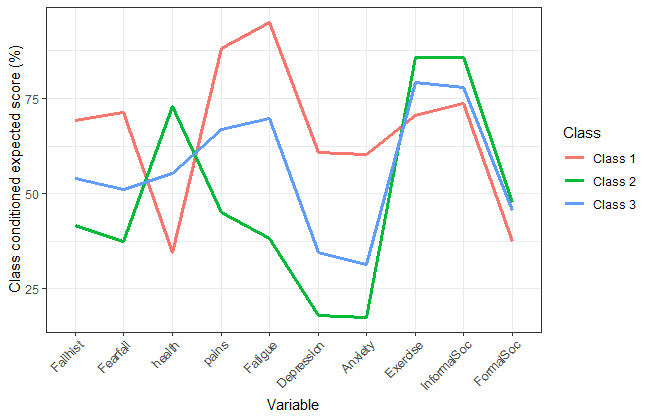 Class conditioned expected score (%)
75
50
25
Fallhist
Fearfall
health
pains
Fatigue
Depression
Anxiety
Exercise
InformalSoc
FormalSoc
Variable
Class
Class 1
Class 2
Class 3